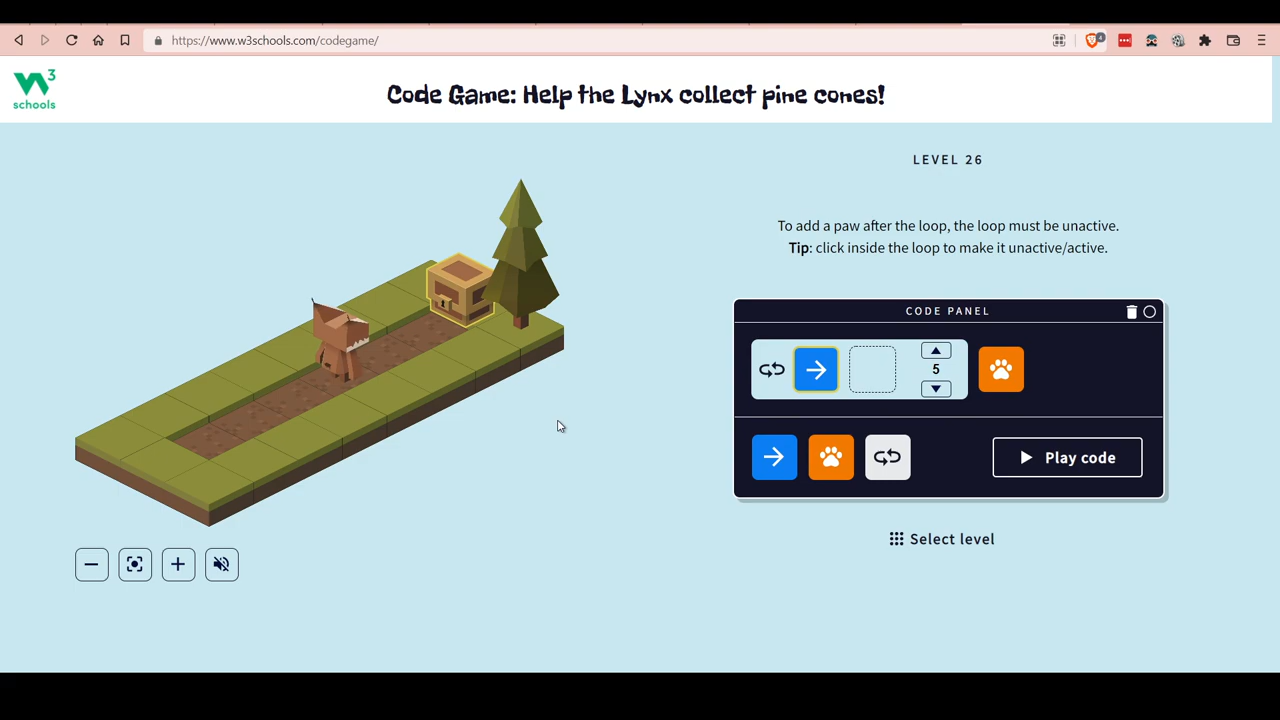 https://www.w3schools.com/codegame/
4
W3
schools
Code Game: Help the Lynx collect pine cones!
LEVEL 26
To add a paw after the loop, the loop must be unactive.
Tip: click inside the loop to make it unactive/active.
CODE PANEL
5
Play code
Select level